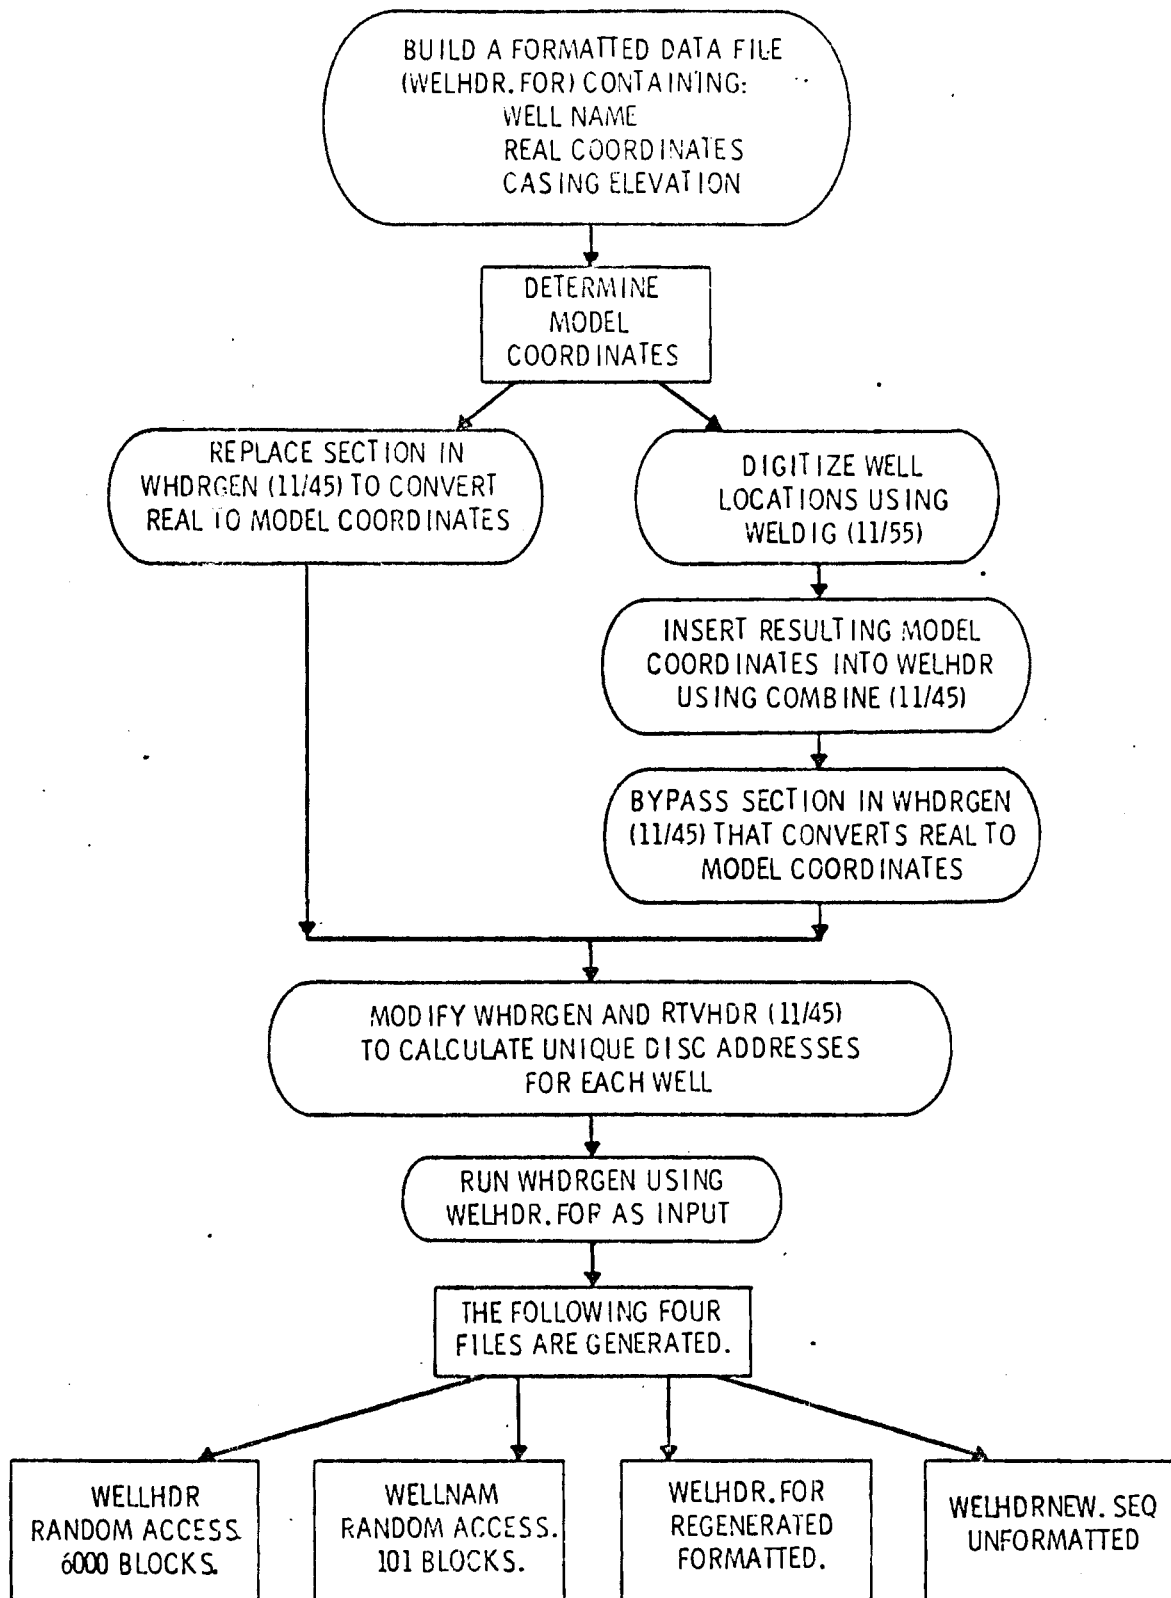 BUILD A FORMATTED DATA FILE
(WELHDR.FOR) CONTAINING:
WELL NAME
REAL COORDINATES
CASING ELEVATION
DETERMINE
MODEL
COORDINATES
REPLACE SECTION IN
WHDRGEN (11/45) TO CONVERT
REAL TO MODEL COORDINATES
DIGITIZE WELL
LOCATIONS USING
WELDIG (11/55)
INSERT RESULTING MODEL
COORDINATES INTO WELHDR
USING COMBINE (11/45)
BYPASS SECTION IN WHDRGEN
(11/45) THAT CONVERTS REAL TO
MODEL COORDINATES
MODIFY WHDRGEN AND RTVHDR (11/45)
TO CALCULATE UNIQUE DISC ADDRESSES
FOR EACH WELL
RUN WHDRGEN USING
WELHDR.FOR AS INPUT
THE FOLLOWING FOUR
FILES ARE GENERATED.
WELLHDR
RANDOM ACCESS.
6000 BLOCKS.
WELLNAM
RANDOM ACCESS.
101 BLOCKS.
WELHDR.FOR
REGENERATED
FORMATTED.
WELHDRNEW.SEQ
UNFORMATTED